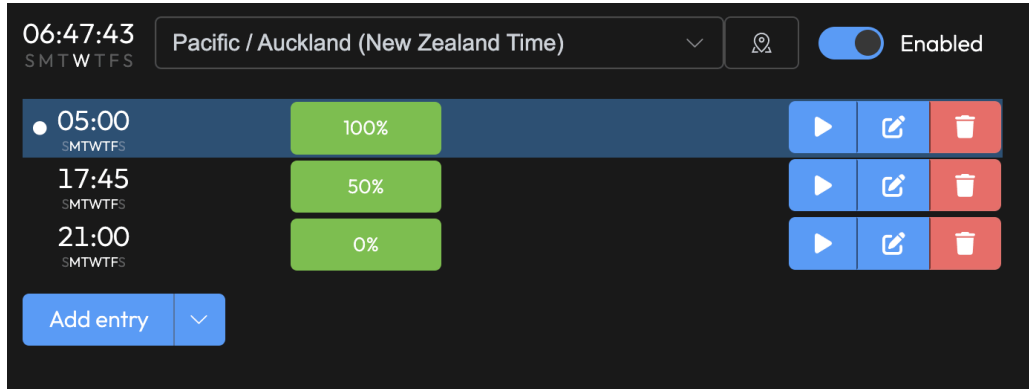 06:47:43
SMTWTFS
Pacific / Auckland (New Zealand Time)
Enabled
05:00
SMTWTFS
100%
17:45
SMTWTFS
50%
21:00
SMTWTFS
0%
Add entry